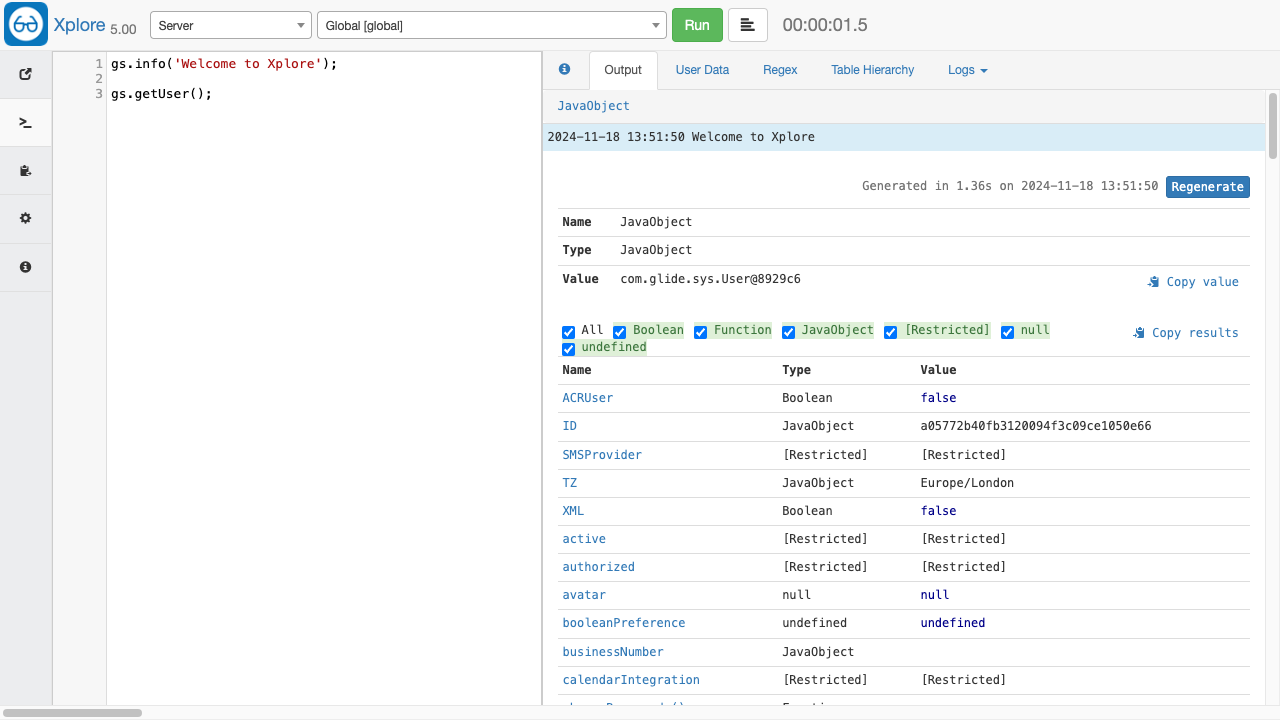 Xplore 5.00 Server Global [global] Run 00:00:01.5
1 gs.info('Welcome to Xplore');
2
3 gs.getUser();
Output User Data Regex Table Hierarchy Logs
JavaObject
2024-11-18 13:51:50 Welcome to Xplore
Generated in 1.36s on 2024-11-18 13:51:50 Regenerate
Name JavaObject
Type JavaObject
Value com.glide.sys.User@8929c6 Copy value
All Boolean Function JavaObject [Restricted] null Copy results
undefined
Name Type Value
ACRUser Boolean false
ID JavaObject a05772b40fb3120094f3c09ce1050e66
SMSProvider [Restricted] [Restricted]
TZ JavaObject Europe/London
XML Boolean false
active [Restricted] [Restricted]
authorized [Restricted] [Restricted]
avatar null null
booleanPreference undefined undefined
businessNumber JavaObject
calendarIntegration [Restricted] [Restricted]